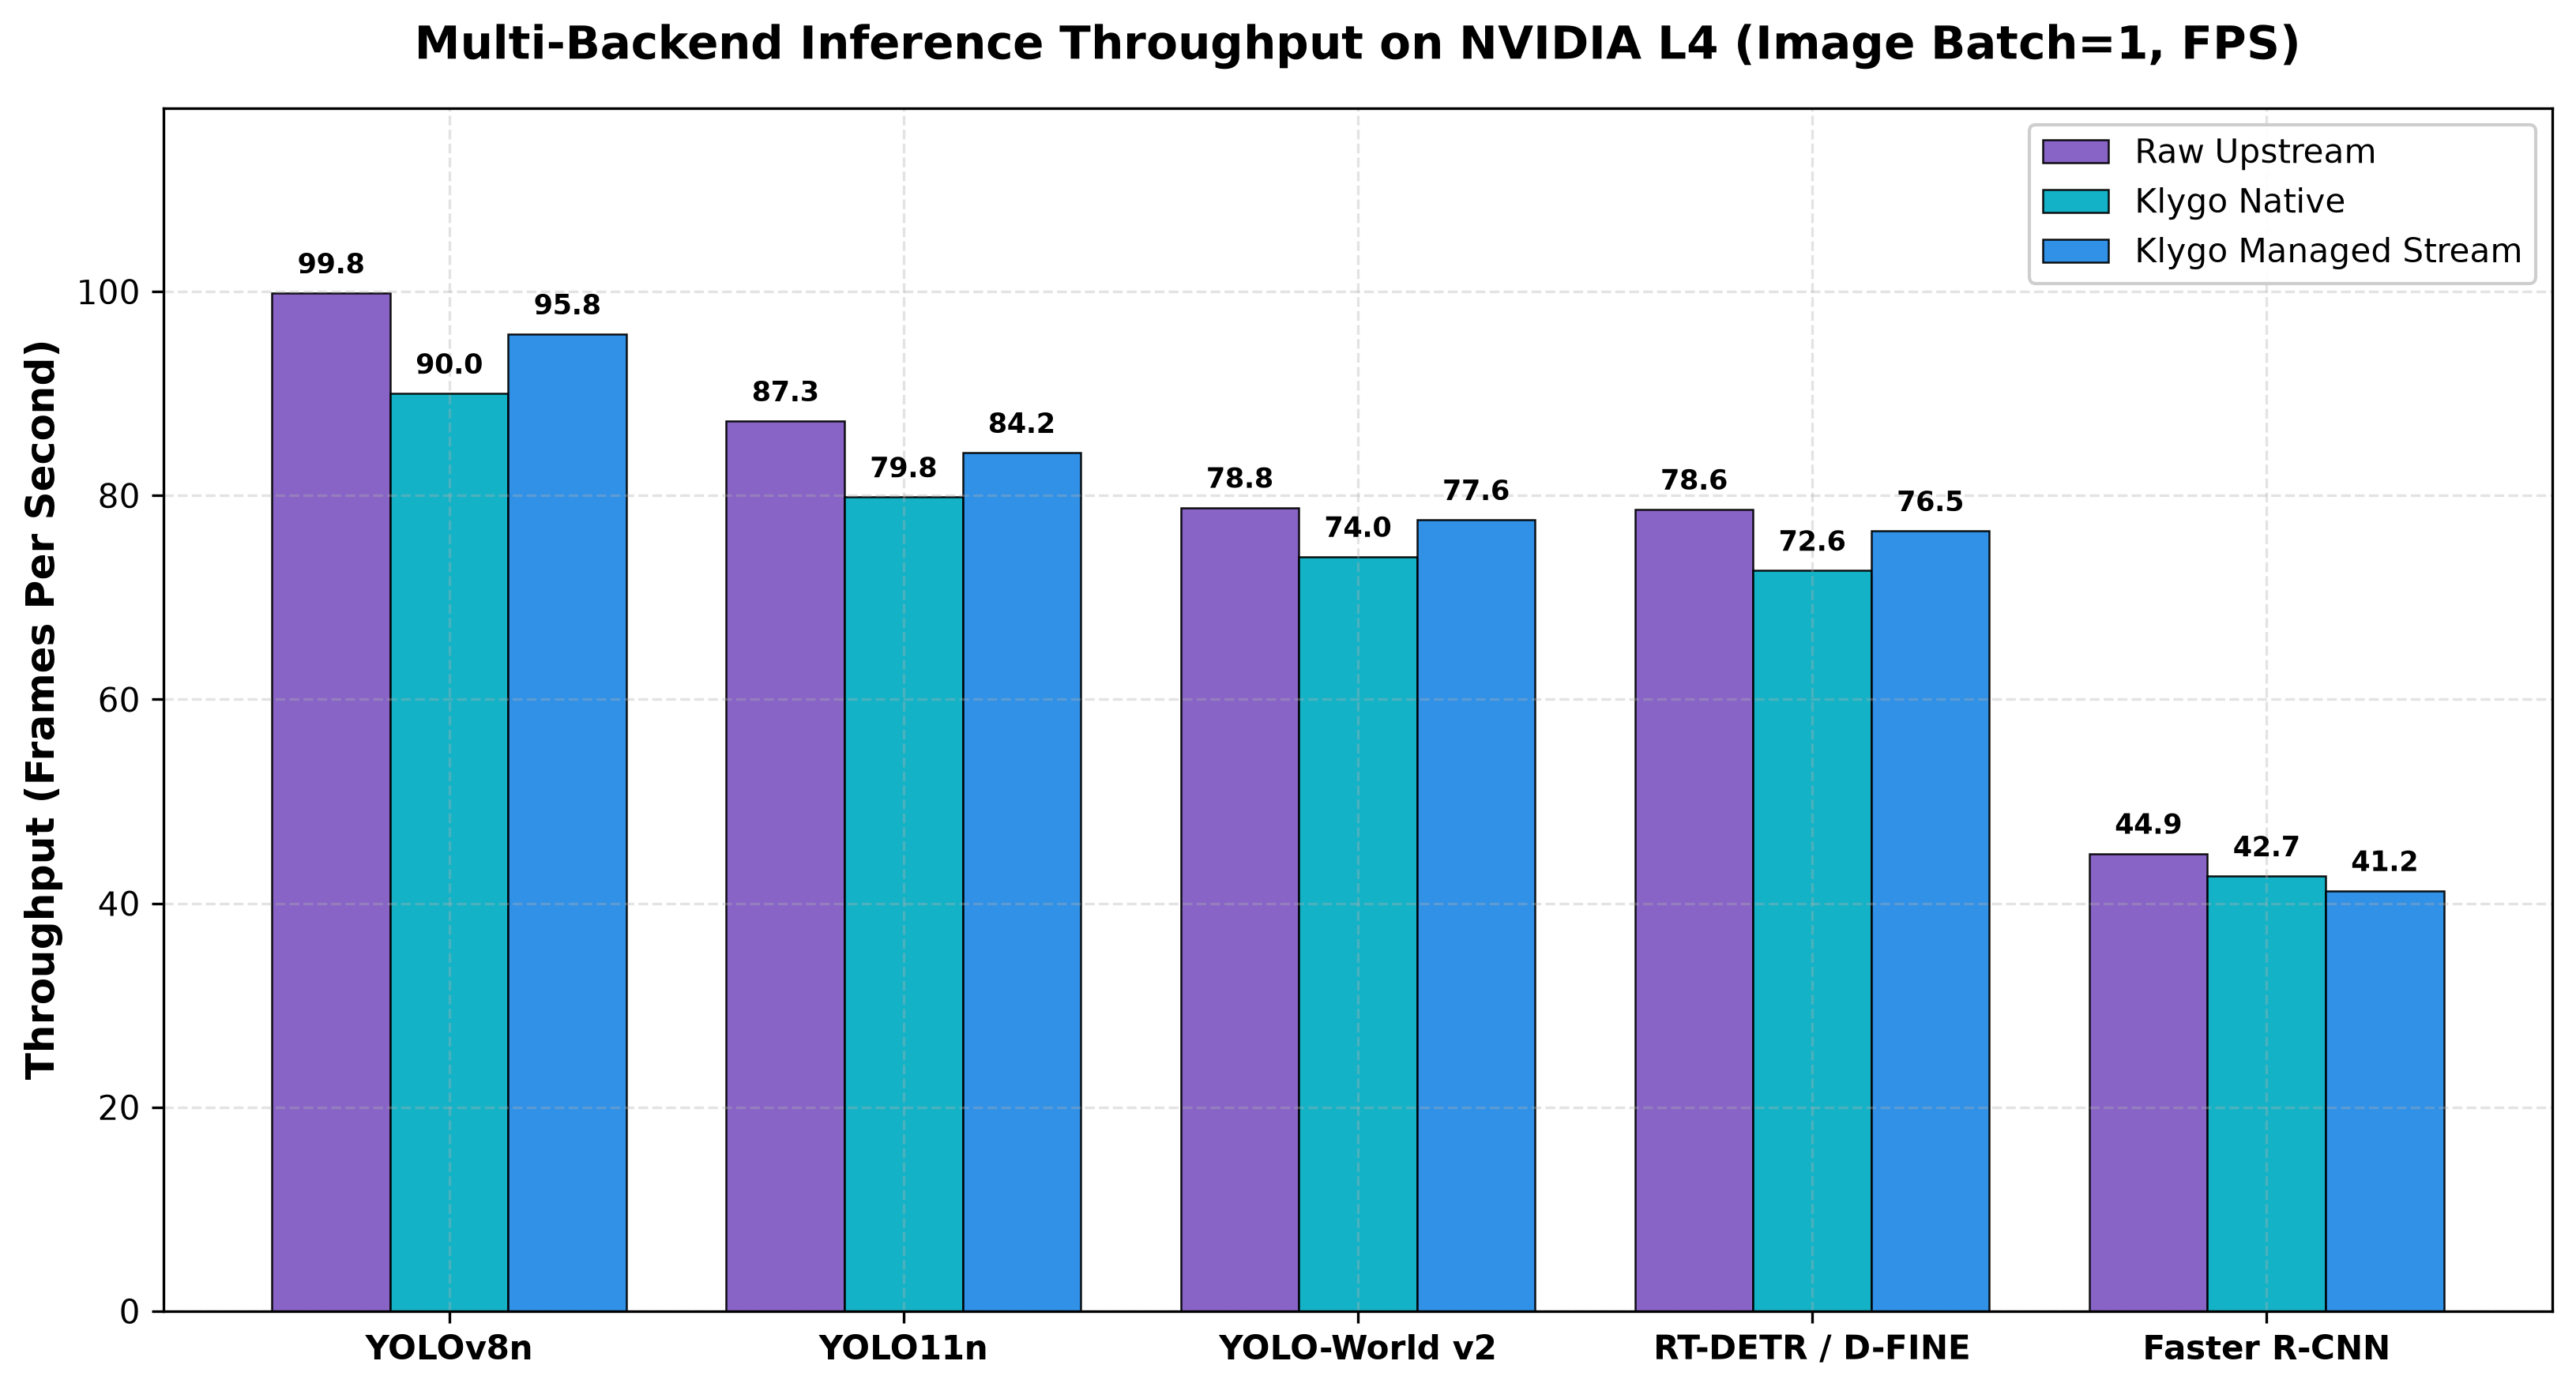 Multi-Backend Inference Throughput on NVIDIA L4 (Image Batch=1, FPS)
Raw Upstream
Klygo Native
Klygo Managed Stream
Throughput (Frames Per Second)
100
80
60
40
20
0
99.8
90.0
95.8
87.3
79.8
84.2
78.8
74.0
77.6
78.6
72.6
76.5
44.9
42.7
41.2
YOLOv8n
YOLO11n
YOLO-World v2
RT-DETR / D-FINE
Faster R-CNN